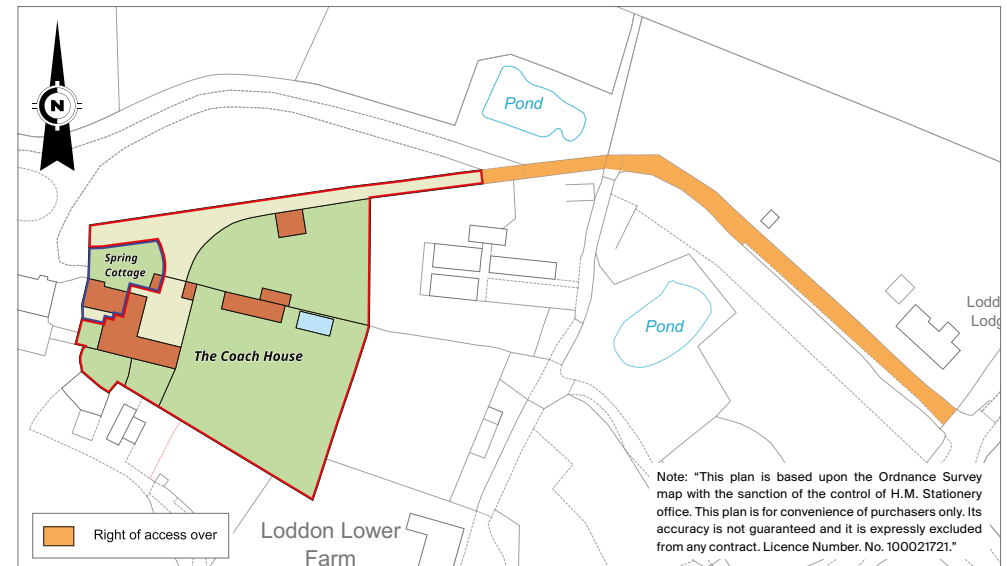 Pond
N
Spring
Cottage
Lodd
Lodg
Pond
The Coach House
Note: “This plan is based upon the Ordnance Survey
map with the sanction of the control of H.M. Stationery
office. This plan is for convenience of purchasers only. Its
accuracy is not guaranteed and it is expressly excluded
from any contract. Licence Number. No. 100021721.”
Right of access over
Loddon Lower
Farm